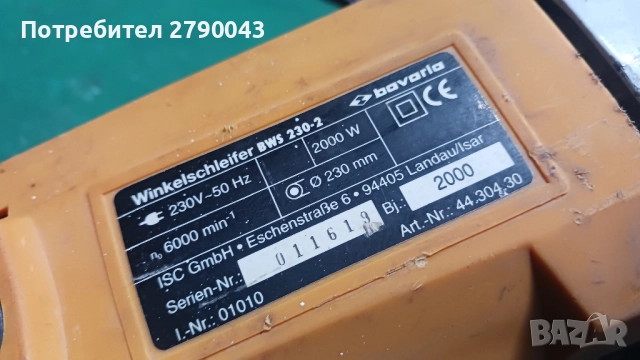 Потребител 2790043
bavaria
CE
Winkelschleifer BWS 230-2
2000 W
230V~50 Hz
Ø 230 mm
n₀ 6000 min⁻¹
ISC GmbH • Eschenstraße 6 • 94405 Landau/Isar
Serien-Nr.: 011619 Bj.: 2000
I.-Nr.: 01010 Art.-Nr.: 44.304.30
BAZAR